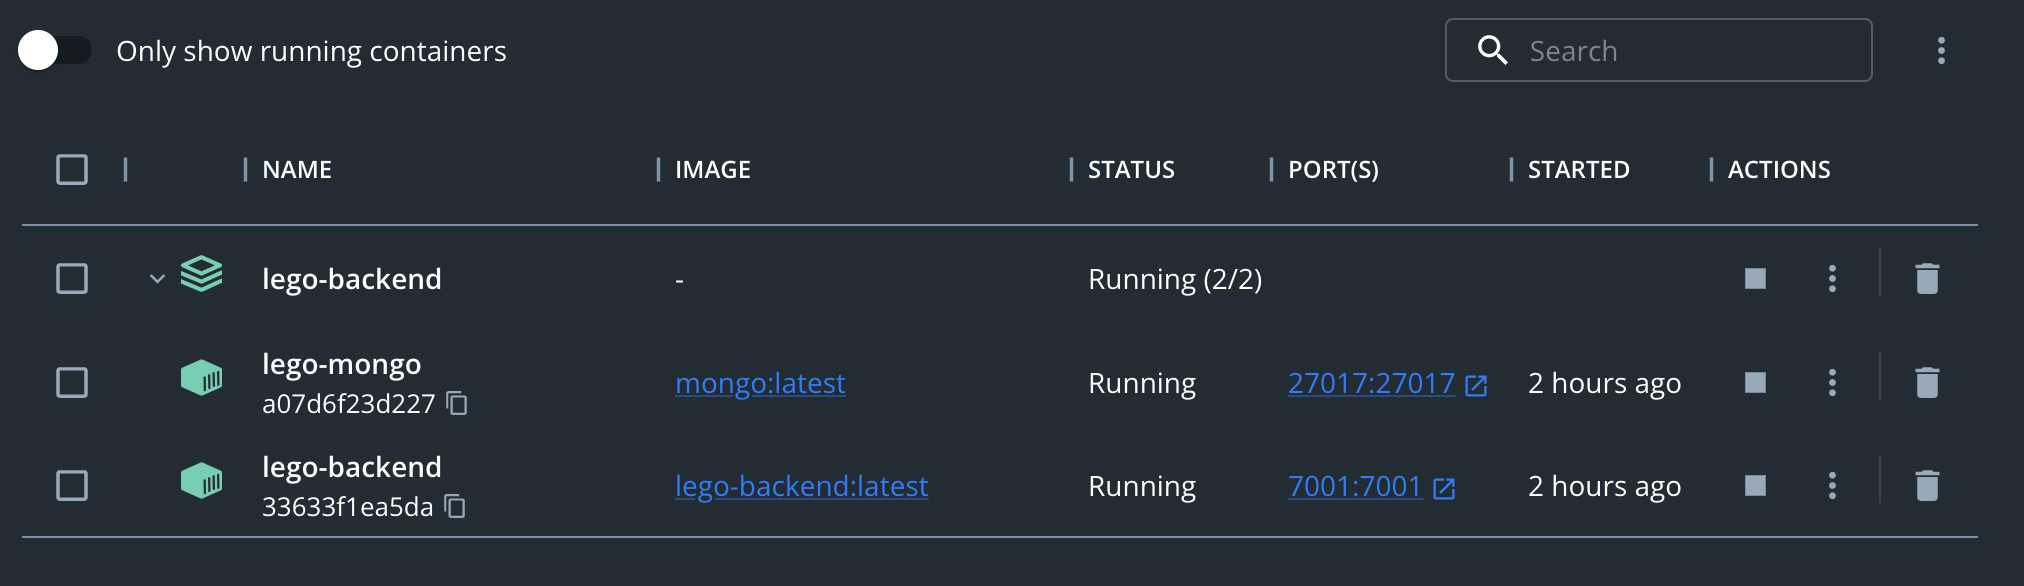 Only show running containers
Search
NAME IMAGE STATUS PORT(S) STARTED ACTIONS
lego-backend - Running (2/2)
lego-mongo
a07d6f23d227 mongo:latest Running 27017:27017 2 hours ago
lego-backend
33633f1ea5da lego-backend:latest Running 7001:7001 2 hours ago